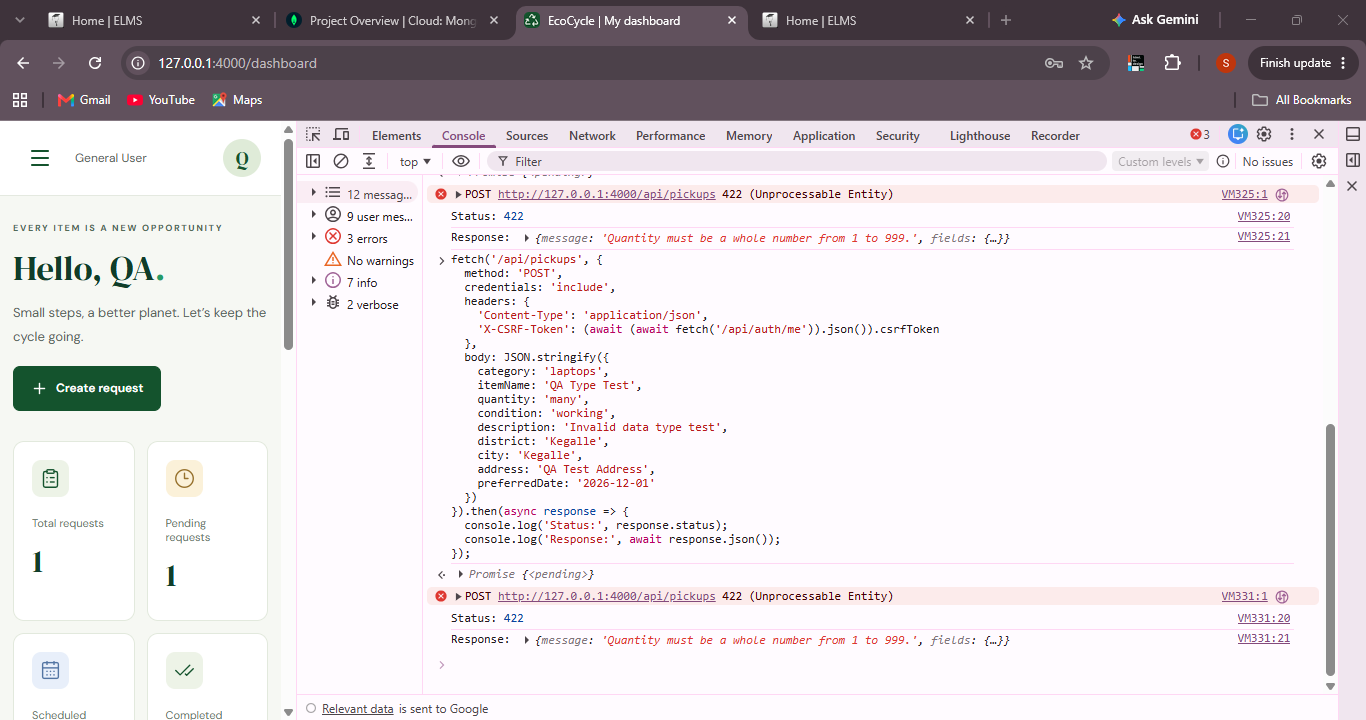 Home | ELMS
Project Overview | Cloud: Mong
EcoCycle | My dashboard
Home | ELMS
Ask Gemini
127.0.0.1:4000/dashboard
S
Finish update
Gmail
YouTube
Maps
All Bookmarks
General User
Q
EVERY ITEM IS A NEW OPPORTUNITY
Hello, QA.
Small steps, a better planet. Let's keep the
cycle going.
Create request
Total requests
1
Pending
requests
1
Scheduled
Completed
Elements
Console
Sources
Network
Performance
Memory
Application
Security
Lighthouse
Recorder
3
top
Filter
Custom levels
No issues
12 messag...
9 user mes...
3 errors
No warnings
7 info
2 verbose
POST http://127.0.0.1:4000/api/pickups 422 (Unprocessable Entity) VM325:1
Status: 422 VM325:20
Response: {message: 'Quantity must be a whole number from 1 to 999.', fields: {…}} VM325:21
fetch('/api/pickups', {
method: 'POST',
credentials: 'include',
headers: {
'Content-Type': 'application/json',
'X-CSRF-Token': (await (await fetch('/api/auth/me')).json()).csrfToken
},
body: JSON.stringify({
category: 'laptops',
itemName: 'QA Type Test',
quantity: 'many',
condition: 'working',
description: 'Invalid data type test',
district: 'Kegalle',
city: 'Kegalle',
address: 'QA Test Address',
preferredDate: '2026-12-01'
})
}).then(async response => {
console.log('Status:', response.status);
console.log('Response:', await response.json());
});
Promise {<pending>}
POST http://127.0.0.1:4000/api/pickups 422 (Unprocessable Entity) VM331:1
Status: 422 VM331:20
Response: {message: 'Quantity must be a whole number from 1 to 999.', fields: {…}} VM331:21
Relevant data is sent to Google